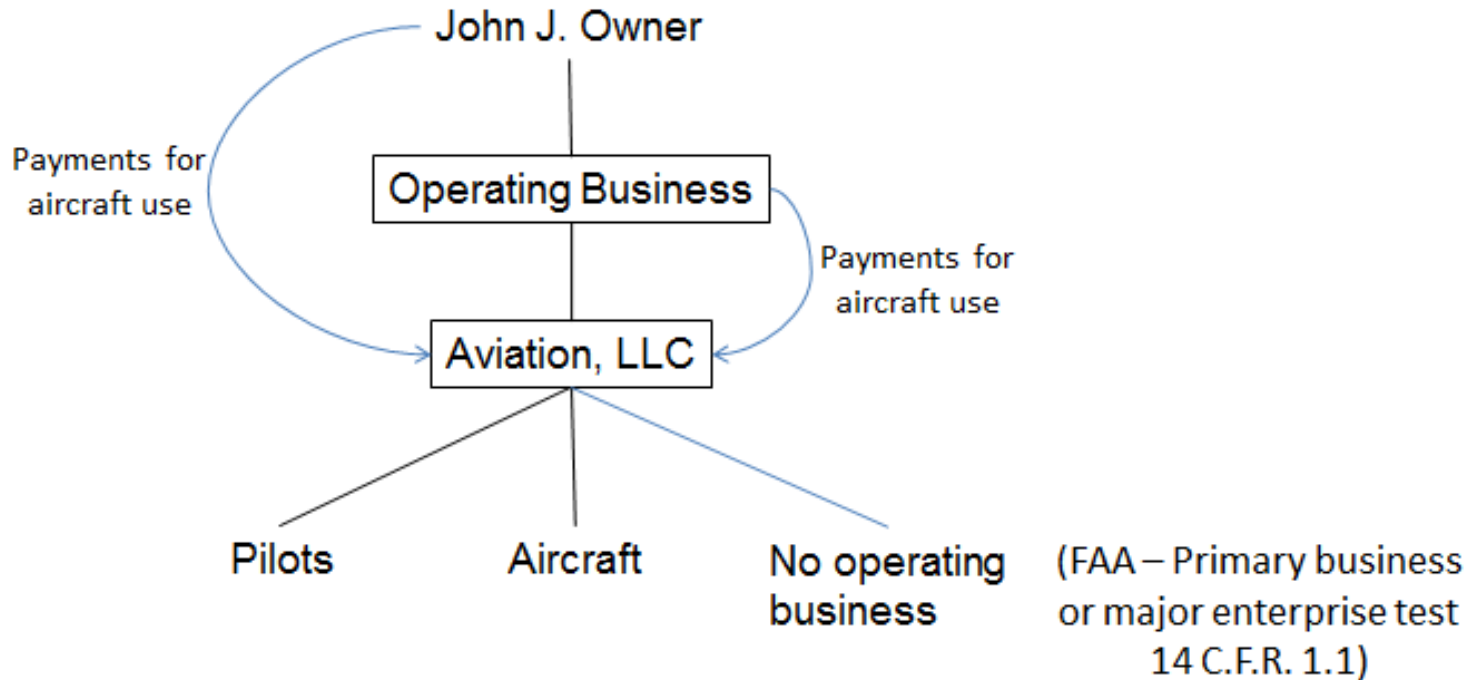 John J. Owner
Payments for
aircraft use
Operating Business
Payments for
aircraft use
Aviation, LLC
Pilots
Aircraft
No operating
business
(FAA – Primary business
or major enterprise test
14 C.F.R. 1.1)